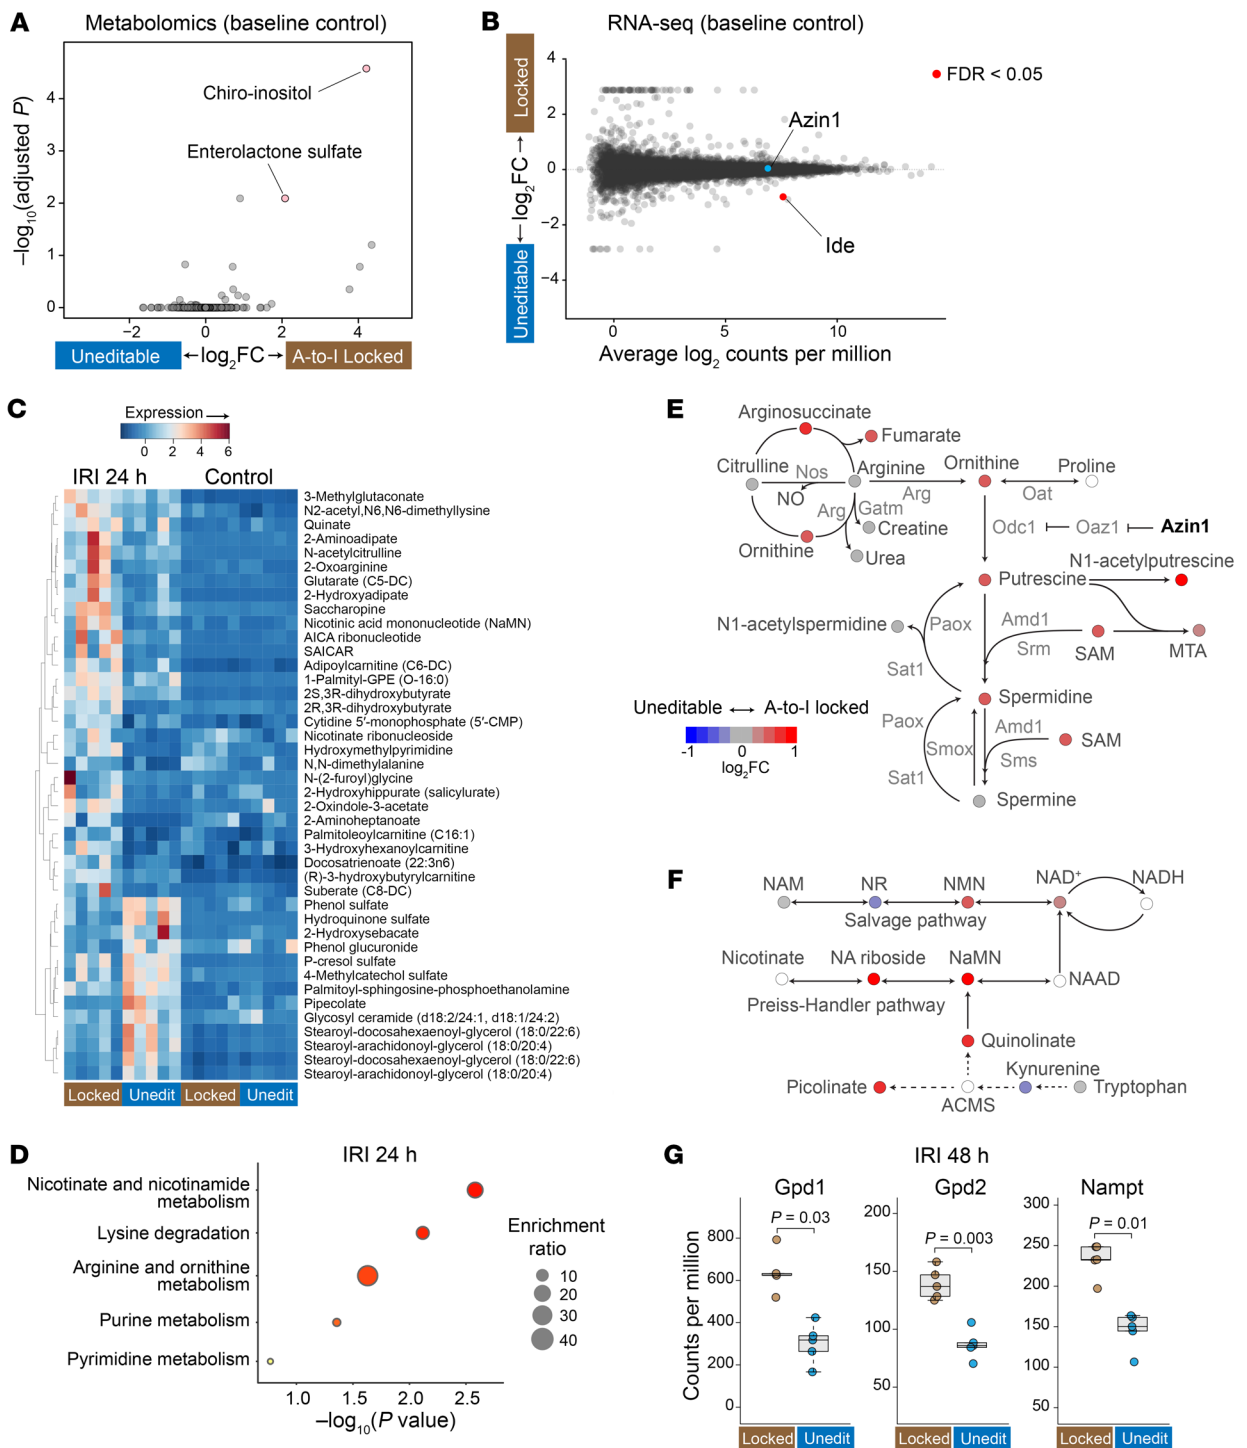 A
Metabolomics (baseline control)
Chiro-inositol
Enterolactone sulfate
–log10(adjusted P)
4
3
2
1
0
−2
0
2
4
Uneditable
log2FC
A-to-I Locked
B
RNA-seq (baseline control)
Locked
log2FC
Uneditable
4
2
0
−2
−4
FDR < 0.05
Azin1
Ide
0
5
10
Average log2 counts per million
C
Expression
0
2
4
6
IRI 24 h
Control
3-Methylglutaconate
N2-acetyl,N6,N6-dimethyllysine
Quinate
2-Aminoadipate
N-acetylcitrulline
2-Oxoarginine
Glutarate (C5-DC)
2-Hydroxyadipate
Saccharopine
Nicotinic acid mononucleotide (NaMN)
AICA ribonucleotide
SAICAR
Adipoylcarnitine (C6-DC)
1-Palmityl-GPE (O-16:0)
2S,3R-dihydroxybutyrate
2R,3R-dihydroxybutyrate
Cytidine 5′-monophosphate (5′-CMP)
Nicotinate ribonucleoside
Hydroxymethylpyrimidine
N,N-dimethylalanine
N-(2-furoyl)glycine
2-Hydroxyhippurate (salicylurate)
2-Oxindole-3-acetate
2-Aminoheptanoate
Palmitoleoylcarnitine (C16:1)
3-Hydroxyhexanoylcarnitine
Docosatrienoate (22:3n6)
(R)-3-hydroxybutyrylcarnitine
Suberate (C8-DC)
Phenol sulfate
Hydroquinone sulfate
2-Hydroxysebacate
Phenol glucuronide
P-cresol sulfate
4-Methylcatechol sulfate
Palmitoyl-sphingosine-phosphoethanolamine
Pipecolate
Glycosyl ceramide (d18:2/24:1, d18:1/24:2)
Stearoyl-docosahexaenoyl-glycerol (18:0/22:6)
Stearoyl-arachidonoyl-glycerol (18:0/20:4)
Stearoyl-docosahexaenoyl-glycerol (18:0/22:6)
Stearoyl-arachidonoyl-glycerol (18:0/20:4)
Locked
Unedit
Locked
Unedit
D
IRI 24 h
Nicotinate and nicotinamide
metabolism
Lysine degradation
Arginine and ornithine
metabolism
Purine metabolism
Pyrimidine metabolism
1.0
1.5
2.0
2.5
–log10(P value)
Enrichment
ratio
10
20
30
40
E
Arginosuccinate
Fumarate
Citrulline
Nos
Arginine
NO
Arg
Gatm
Creatine
Urea
Ornithine
Arg
Ornithine
Oat
Proline
Odc1
Oaz1
Azin1
Putrescine
N1-acetylputrescine
N1-acetylspermidine
Paox
Sat1
Amd1
Srm
SAM
MTA
Spermidine
Uneditable
A-to-I locked
-1
0
1
log2FC
Paox
Smox
Sat1
Amd1
Sms
SAM
Spermine
F
NAM
NR
NMN
NAD+
NADH
Salvage pathway
Nicotinate
NA riboside
NaMN
NAAD
Preiss-Handler pathway
Quinolinate
Kynurenine
Picolinate
ACMS
Tryptophan
G
IRI 48 h
Gpd1
Gpd2
Nampt
Counts per million
P = 0.03
800
600
400
200
0
Locked
Unedit
P = 0.003
200
150
100
50
Locked
Unedit
P = 0.01
300
250
200
150
100
50
Locked
Unedit